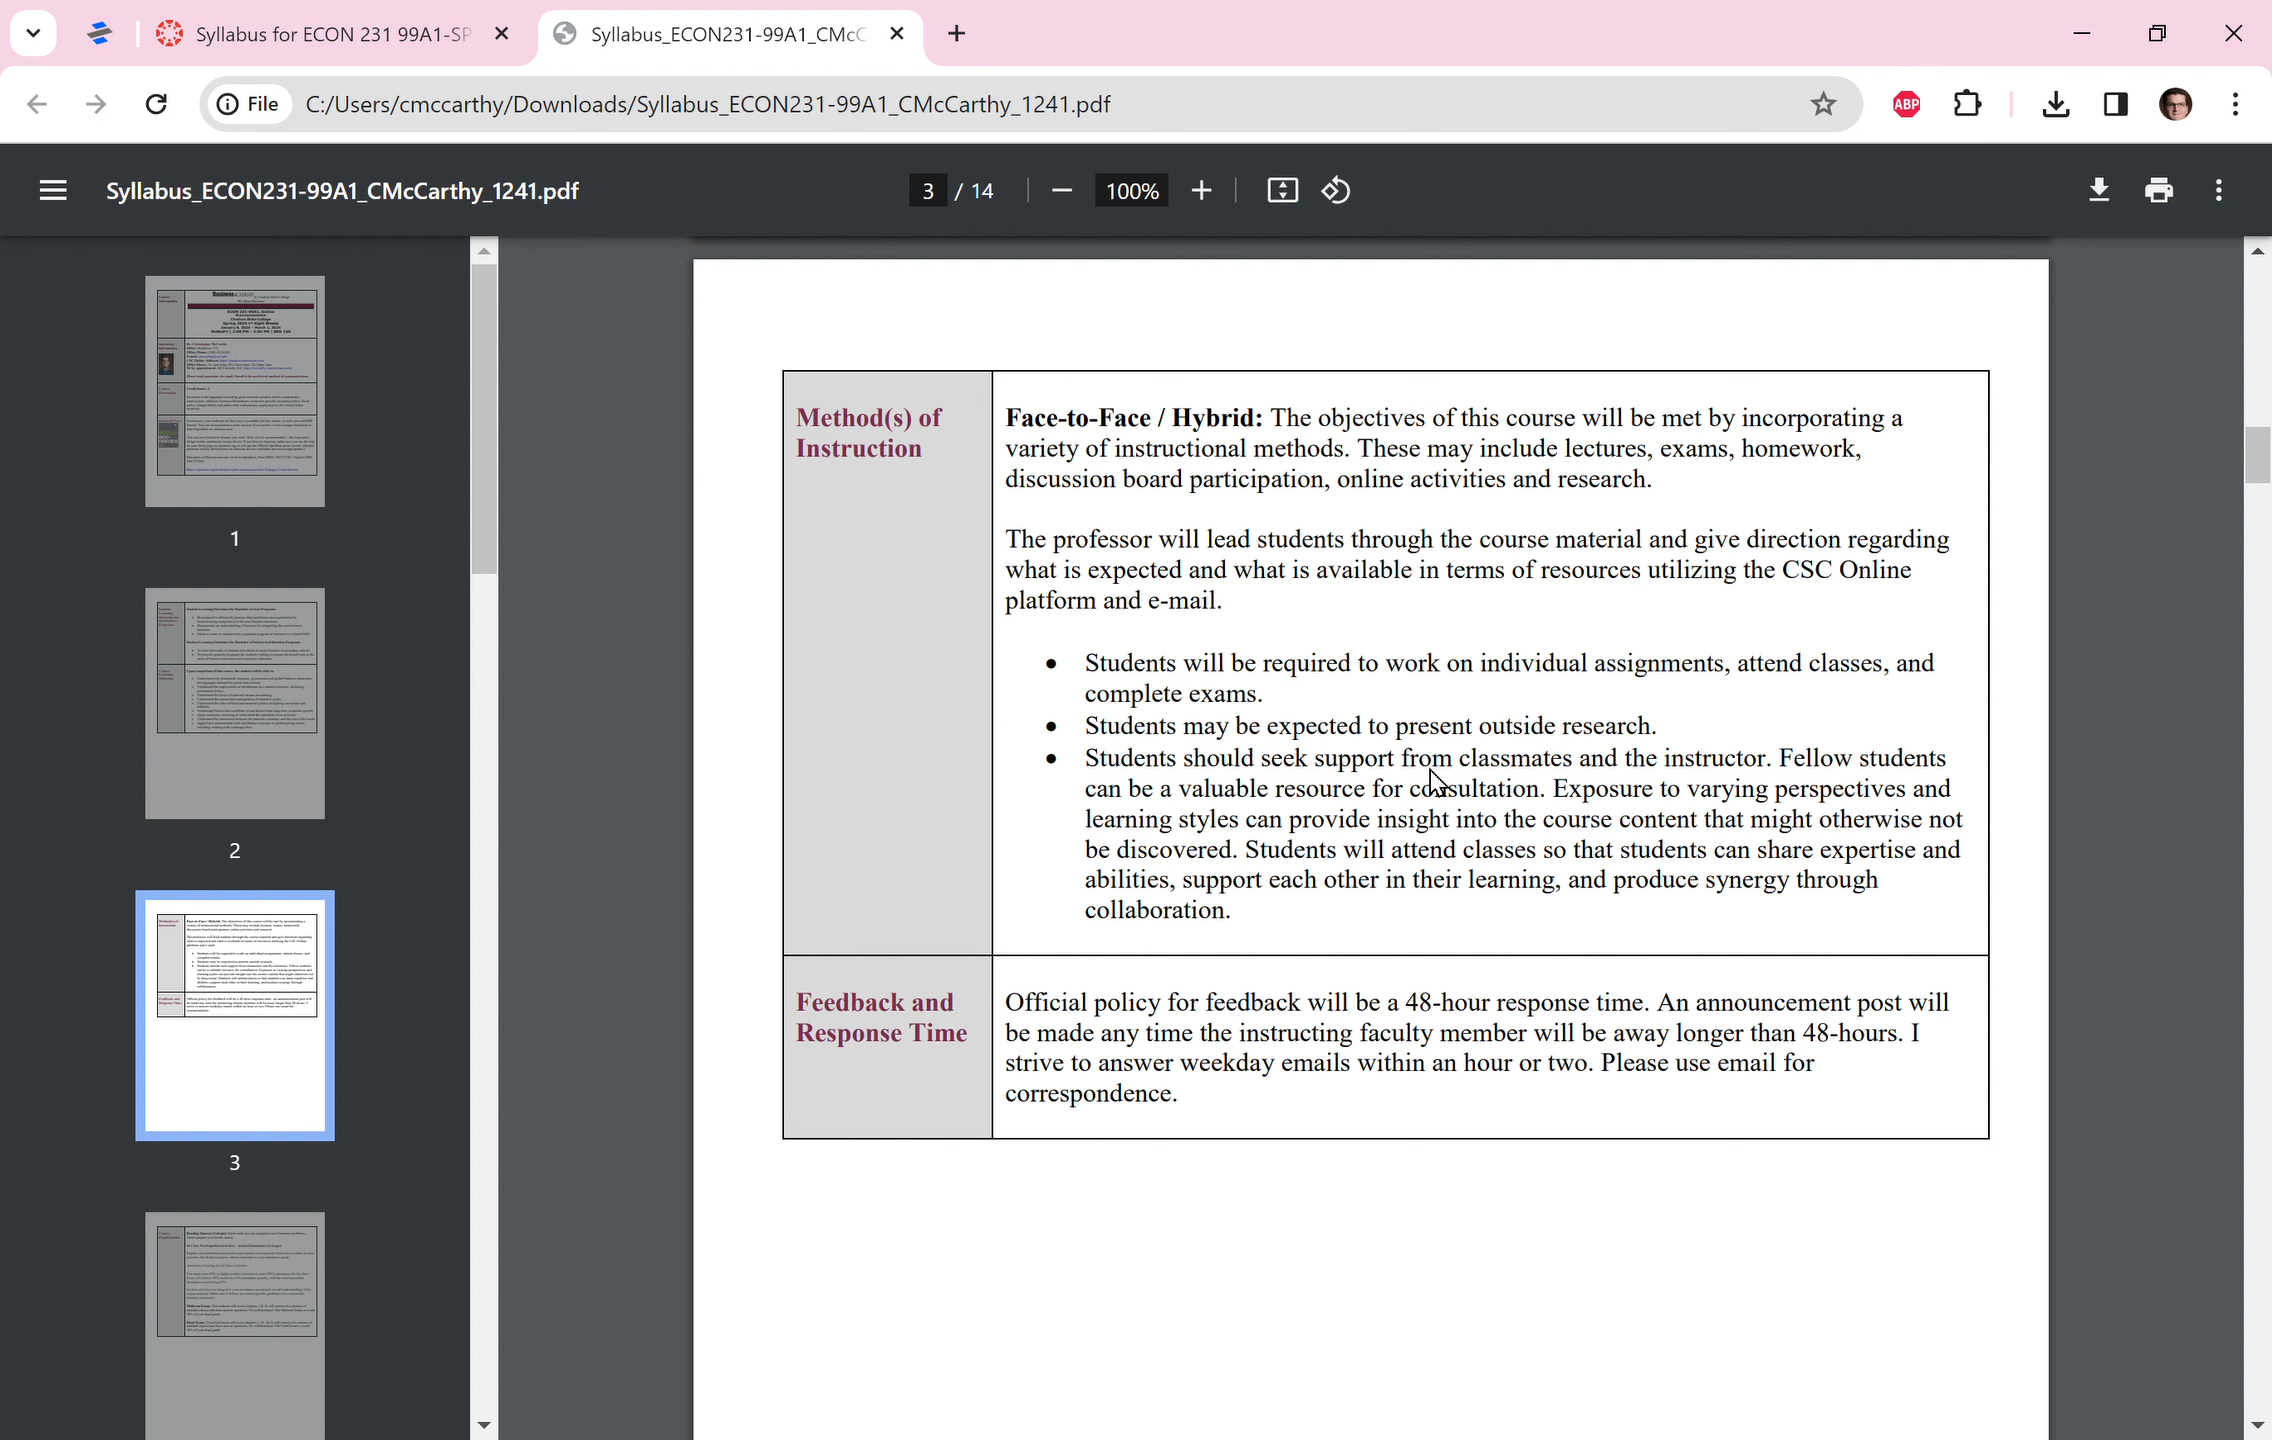 Syllabus for ECON 231 99A1-SP
Syllabus_ECON231-99A1_CMcC
File
C:/Users/cmccarthy/Downloads/Syllabus_ECON231-99A1_CMcCarthy_1241.pdf
ABP
Syllabus_ECON231-99A1_CMcCarthy_1241.pdf
3 / 14
100%
1
2
3
Method(s) of
Instruction
Face-to-Face / Hybrid: The objectives of this course will be met by incorporating a
variety of instructional methods. These may include lectures, exams, homework,
discussion board participation, online activities and research.
The professor will lead students through the course material and give direction regarding
what is expected and what is available in terms of resources utilizing the CSC Online
platform and e-mail.
• Students will be required to work on individual assignments, attend classes, and
complete exams.
• Students may be expected to present outside research.
• Students should seek support from classmates and the instructor. Fellow students
can be a valuable resource for consultation. Exposure to varying perspectives and
learning styles can provide insight into the course content that might otherwise not
be discovered. Students will attend classes so that students can share expertise and
abilities, support each other in their learning, and produce synergy through
collaboration.
Feedback and
Response Time
Official policy for feedback will be a 48-hour response time. An announcement post will
be made any time the instructing faculty member will be away longer than 48-hours. I
strive to answer weekday emails within an hour or two. Please use email for
correspondence.